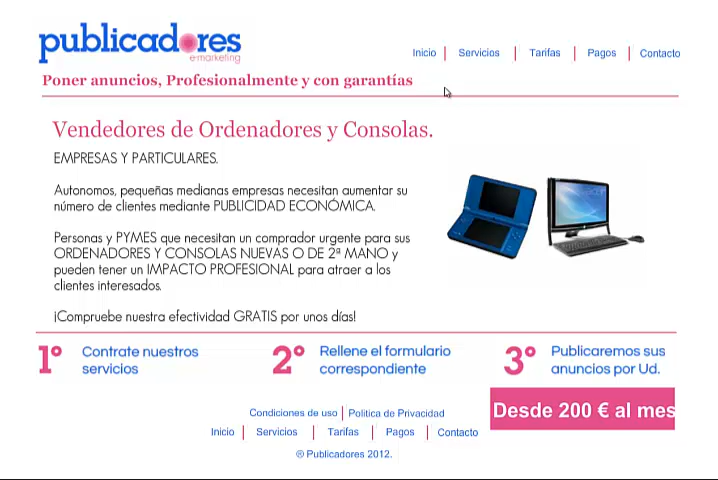 publicadores
e-marketing
Inicio | Servicios | Tarifas | Pagos | Contacto
Poner anuncios, Profesionalmente y con garantías
Vendedores de Ordenadores y Consolas.
EMPRESAS Y PARTICULARES.
Autonomos, pequeñas medianas empresas necesitan aumentar su
número de clientes mediante PUBLICIDAD ECONÓMICA.
Personas y PYMES que necesitan un comprador urgente para sus
ORDENADORES Y CONSOLAS NUEVAS O DE 2ª MANO y
pueden tener un IMPACTO PROFESIONAL para atraer a los
clientes interesados.
¡Compruebe nuestra efectividad GRATIS por unos días!
1º Contrate nuestros
servicios
2º Rellene el formulario
correspondiente
3º Publicaremos sus
anuncios por Ud.
Desde 200 € al mes
Condiciones de uso | Politica de Privacidad
Inicio | Servicios | Tarifas | Pagos | Contacto
® Publicadores 2012.